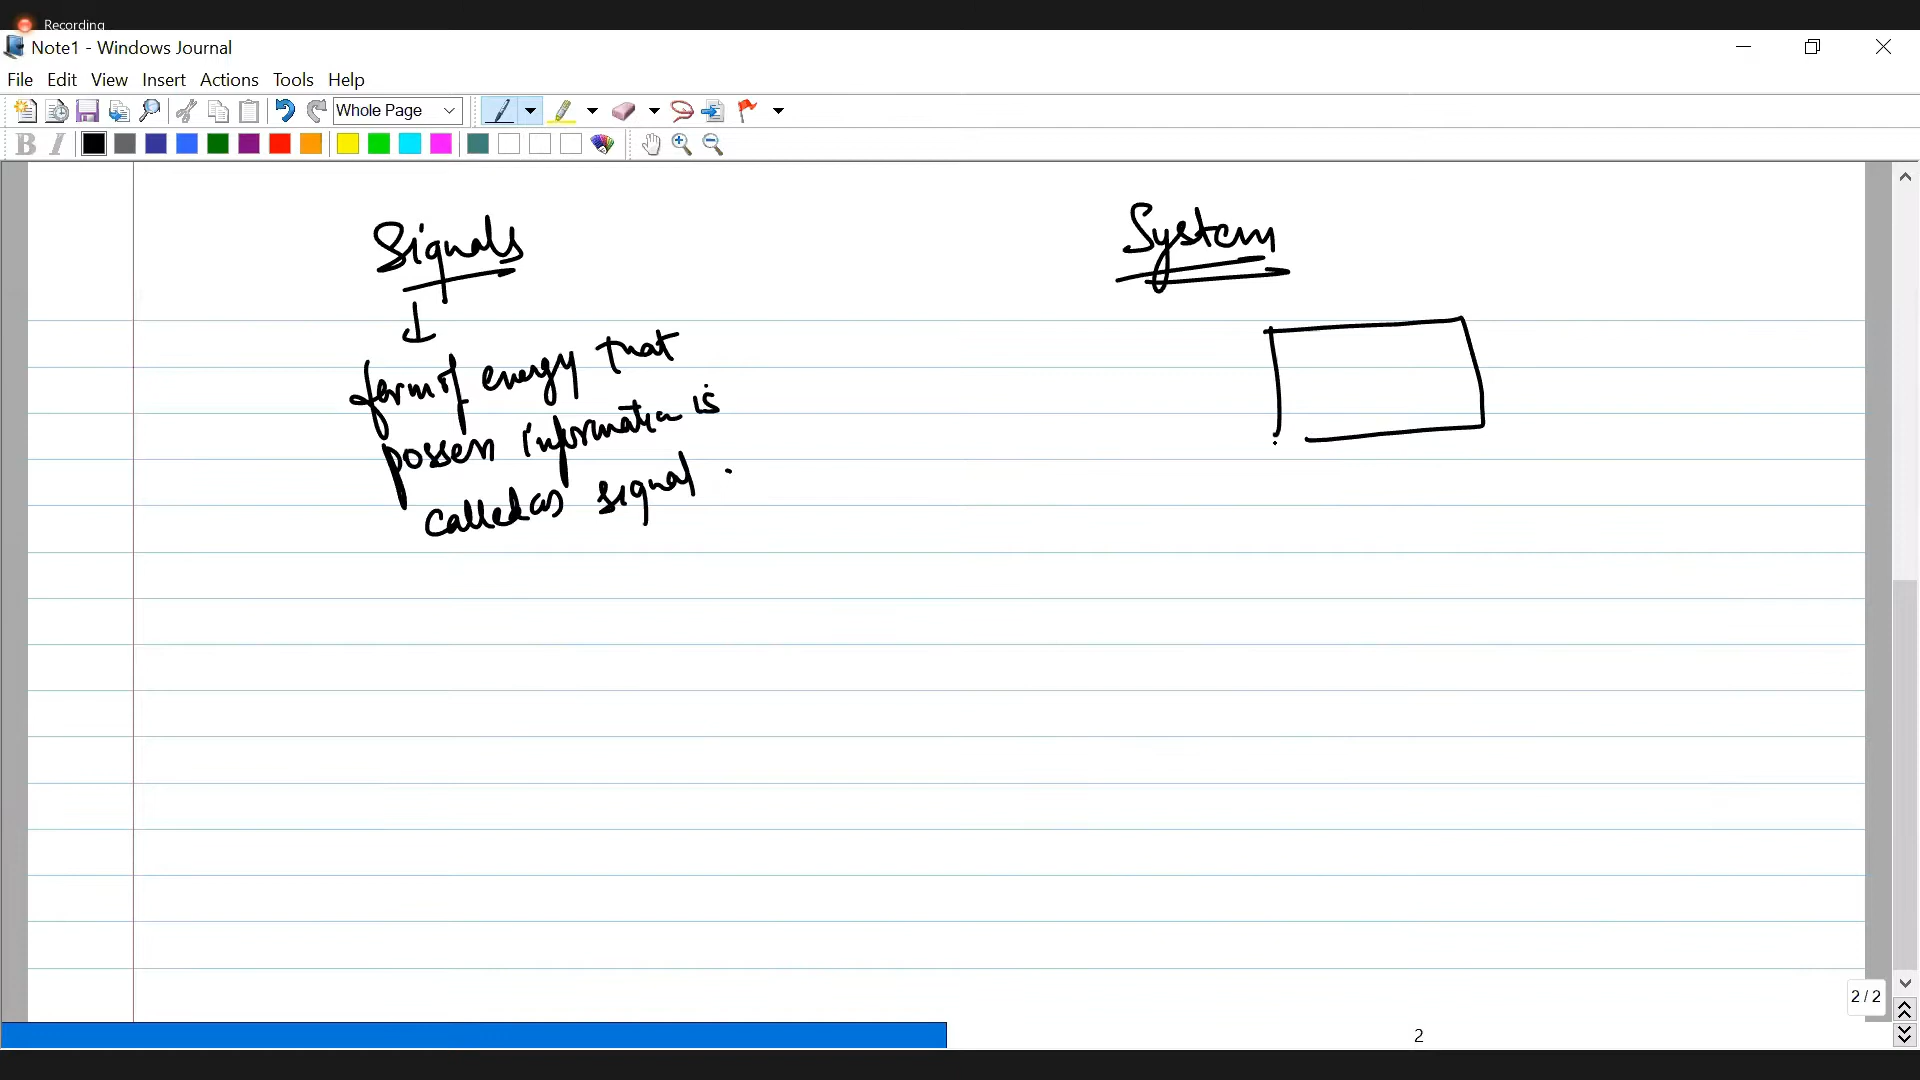 Recording
Note1 - Windows Journal
File Edit View Insert Actions Tools Help
Whole Page
B I
Signals
System
form of energy that
possess information is
called as signal .
2 / 2
2